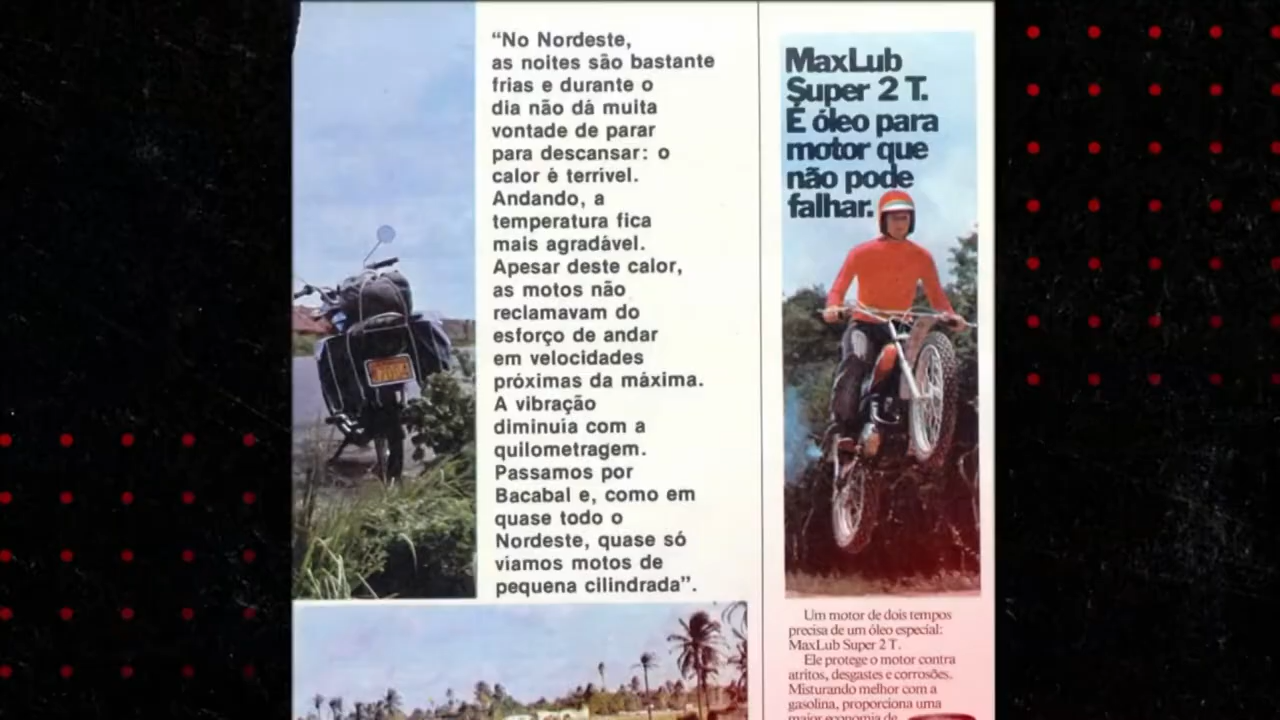 “No Nordeste,
as noites são bastante
frias e durante o
dia não dá muita
vontade de parar
para descansar: o
calor é terrível.
Andando, a
temperatura fica
mais agradável.
Apesar deste calor,
as motos não
reclamavam do
esforço de andar
em velocidades
próximas da máxima.
A vibração
diminuía com a
quilometragem.
Passamos por
Bacabal e, como em
quase todo o
Nordeste, quase só
víamos motos de
pequena cilindrada”.
MaxLub
Super 2 T.
É óleo para
motor que
não pode
falhar.
Um motor de dois tempos
precisa de um óleo especial:
MaxLub Super 2 T.
Ele protege o motor contra
atritos, desgastes e corrosões.
Misturando melhor com a
gasolina, proporciona uma
maior economia de